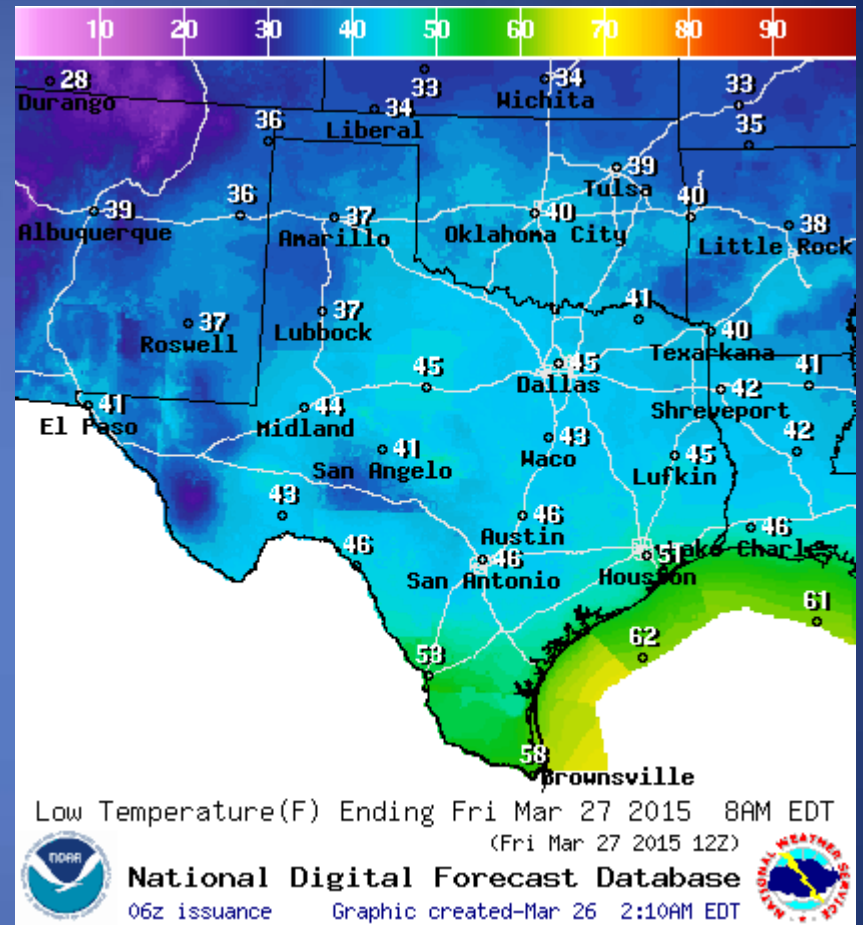 10 20 30 40 50 60 70 80 90
28 33 34 33
Durango 34 Wichita
36 Liberal 35
39
39 36 37 Tulsa 40
40 38
Albuquerque Amarillo Oklahoma City Little Rock
37 37 41
Roswell Lubbock 40
45 45 Texarkana
41 44 Dallas 42 41
El Paso Midland Shreveport
41 43 42
San Angelo Waco 45
Lufkin
43 46 46
Austin
46 46 51 Lake Charles
San Antonio Houston
61
53 62
58
Brownsville
Low Temperature(F) Ending Fri Mar 27 2015 8AM EDT
(Fri Mar 27 2015 12Z)
National Digital Forecast Database
06z issuance Graphic created-Mar 26 2:10AM EDT
NOAA
NATIONAL WEATHER SERVICE